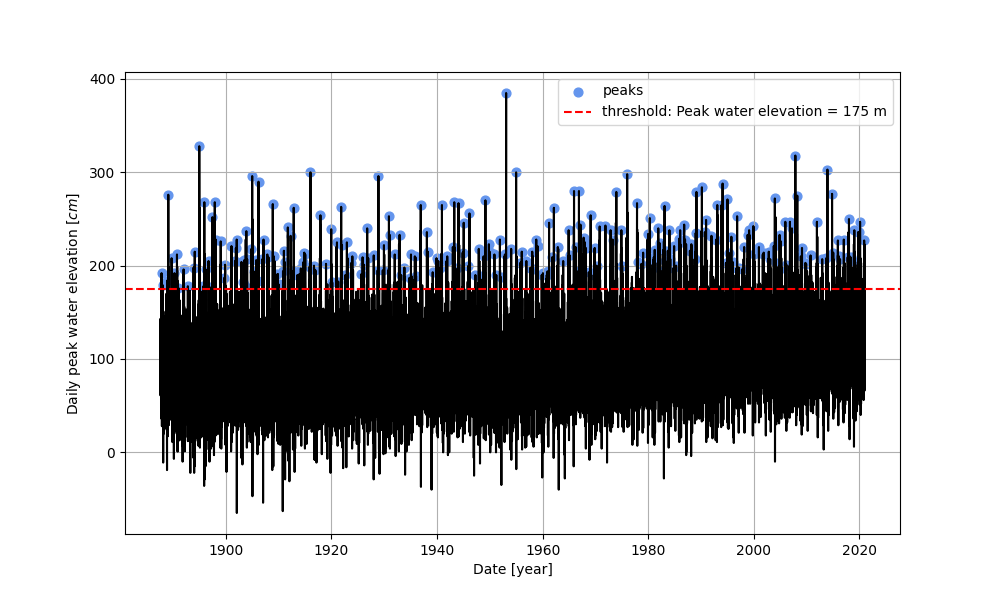 400
300
200
100
0
Daily peak water elevation [cm]
peaks
threshold: Peak water elevation = 175 m
1900 1920 1940 1960 1980 2000 2020
Date [year]